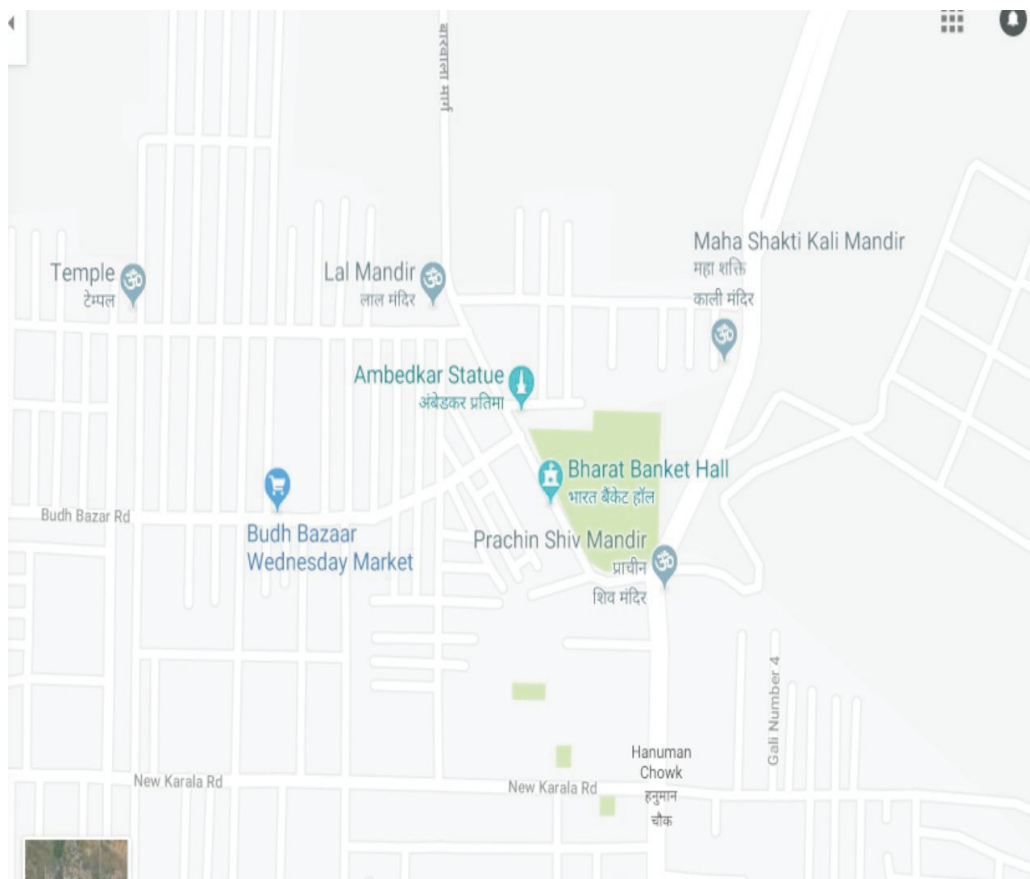 बारवाला मार्ग
Maha Shakti Kali Mandir
महा शक्ति
काली मंदिर
Temple
टेम्पल
Lal Mandir
लाल मंदिर
Ambedkar Statue
अंबेडकर प्रतिमा
Bharat Banket Hall
भारत बैंकेट हॉल
Budh Bazar Rd
Budh Bazaar
Wednesday Market
Prachin Shiv Mandir
प्राचीन
शिव मंदिर
Gali Number 4
Hanuman
Chowk
हनुमान
चौक
New Karala Rd
New Karala Rd